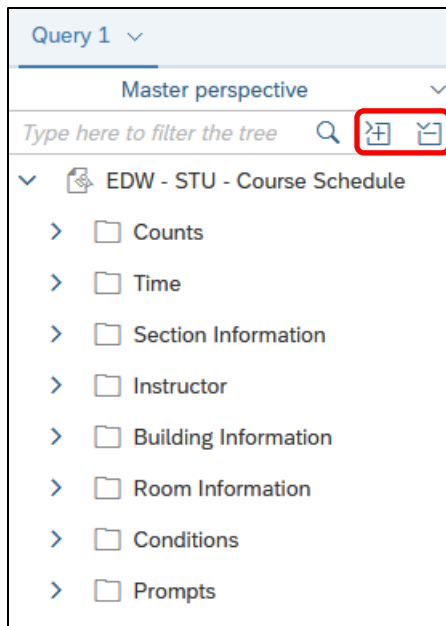 Query 1
Master perspective
Type here to filter the tree
EDW - STU - Course Schedule
Counts
Time
Section Information
Instructor
Building Information
Room Information
Conditions
Prompts